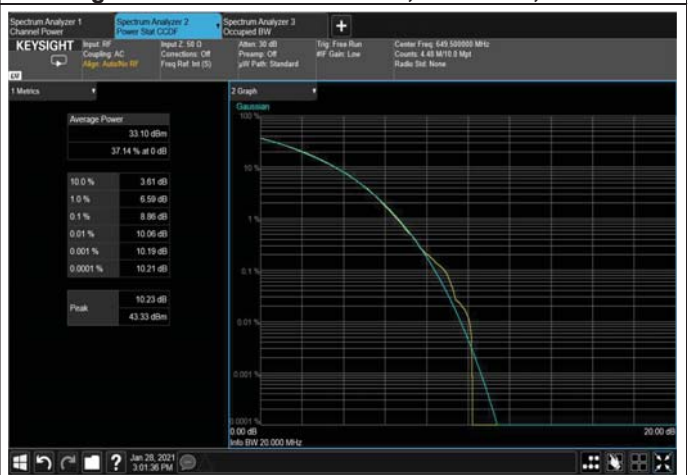 Spectrum Analyzer 1
Channel Power
Spectrum Analyzer 2
Power Stat CCDF
Spectrum Analyzer 3
Occupied BW
KEYSIGHT
Input: RF
Coupling: AC
Align: Auto/No RF
Input Z: 50 Ω
Corrections: Off
Freq Ref: Int (S)
Atten: 30 dB
Preamp: Off
µW Path: Standard
Trig: Free Run
#IF Gain: Low
Center Freq: 649.500000 MHz
Counts: 4.48 M/10.0 Mpt
Radio Std: None
1 Metrics
Average Power
33.10 dBm
37.14 % at 0 dB
10.0 % 3.61 dB
1.0 % 6.59 dB
0.1 % 8.86 dB
0.01 % 10.06 dB
0.001 % 10.19 dB
0.0001 % 10.21 dB
Peak
10.23 dB
43.33 dBm
2 Graph
Gaussian
100 %
10 %
1 %
0.1 %
0.01 %
0.001 %
0.0001 %
0.00 dB 20.00 dB
Info BW 20.000 MHz
Jan 28, 2021
3:01:36 PM